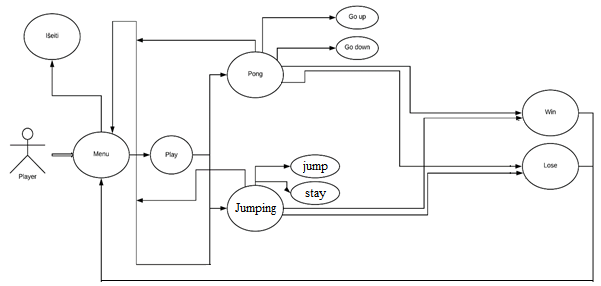 Go up
Išeiti
Go down
Pong
Win
Player
Menu
Play
jump
Lose
stay
Jumping